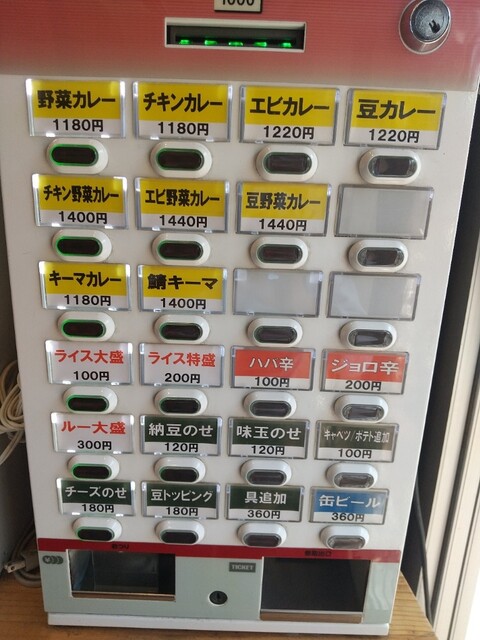 1000
野菜カレー
1180円
チキンカレー
1180円
エビカレー
1220円
豆カレー
1220円
チキン野菜カレー
1400円
エビ野菜カレー
1440円
豆野菜カレー
1440円
キーマカレー
1180円
鯖キーマ
1400円
ライス大盛
100円
ライス特盛
200円
ハハ辛
100円
ジョロ辛
200円
ルー大盛
300円
納豆のせ
120円
味玉のせ
120円
キャベツ/ポテト追加
100円
チーズのせ
180円
豆トッピング
180円
具追加
360円
缶ビール
360円
おつり
TICKET